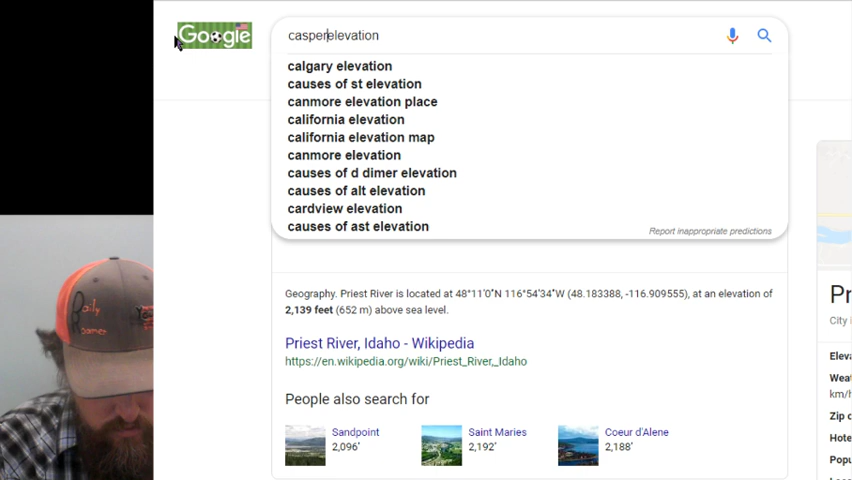 Google
casperelevation
calgary elevation
causes of st elevation
canmore elevation place
california elevation
california elevation map
canmore elevation
causes of d dimer elevation
causes of alt elevation
cardview elevation
causes of ast elevation
Report inappropriate predictions
Geography. Priest River is located at 48°11'0"N 116°54'34"W (48.183388, -116.909555), at an elevation of
2,139 feet (652 m) above sea level.
Priest River, Idaho - Wikipedia
https://en.wikipedia.org/wiki/Priest_River,_Idaho
People also search for
Sandpoint
2,096'
Saint Maries
2,192'
Coeur d'Alene
2,188'
Pr
City i
Eleva
Weat
km/h
Zip c
Hote
Popu
Daily
Roamer